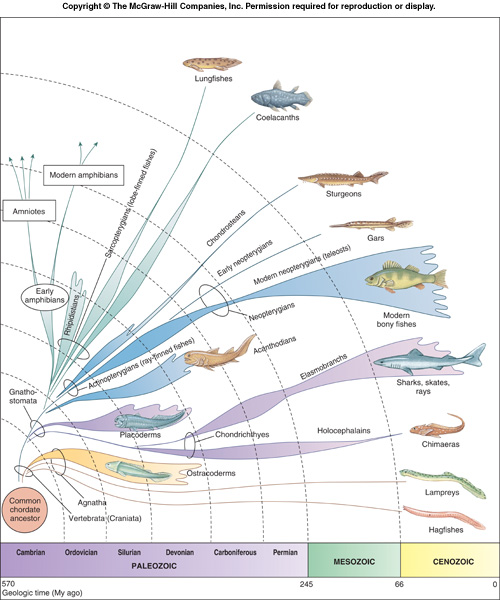 Copyright © The McGraw-Hill Companies, Inc. Permission required for reproduction or display.
Lungfishes
Coelacanths
Modern amphibians
Sarcopterygians (lobe-finned fishes)
Sturgeons
Amniotes
Chondrosteans
Gars
Early neopterygians
Modern neopterygians (teleosts)
Early
amphibians
Rhipidistians
Neopterygians
Modern
bony fishes
Acanthodians
Actinopterygians (ray-finned fishes)
Elasmobranchs
Sharks, skates,
rays
Gnatho-
stomata
Placoderms
Chondrichthyes
Holocephalains
Chimaeras
Ostracoderms
Lampreys
Common
chordate
ancestor
Agnatha
Vertebrata (Craniata)
Hagfishes
Cambrian Ordovician Silurian Devonian Carboniferous Permian
PALEOZOIC MESOZOIC CENOZOIC
570 245 66 0
Geologic time (My ago)